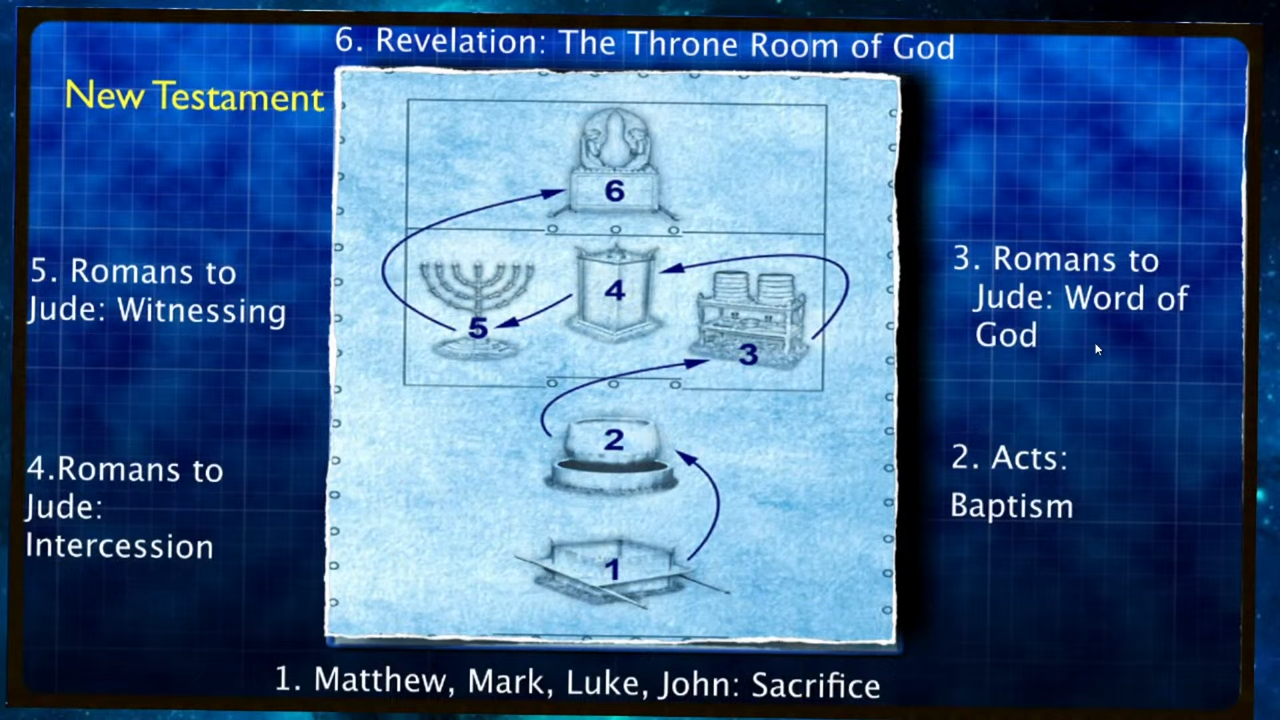 6. Revelation: The Throne Room of God
New Testament
6
5. Romans to
Jude: Witnessing
4
5
3
3. Romans to
Jude: Word of
God
2
4.Romans to
Jude:
Intercession
2. Acts:
Baptism
1
1. Matthew, Mark, Luke, John: Sacrifice